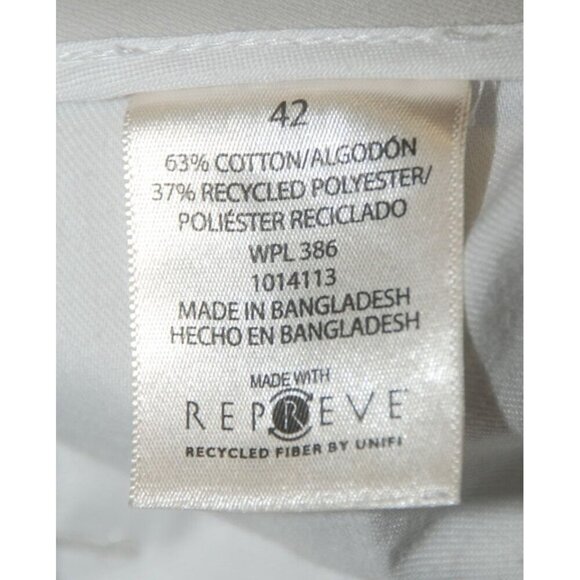 42
63% COTTON/ALGODÓN
37% RECYCLED POLYESTER/
POLIÉSTER RECICLADO
WPL 386
1014113
MADE IN BANGLADESH
HECHO EN BANGLADESH
MADE WITH
REPREVE
RECYCLED FIBER BY UNIFI